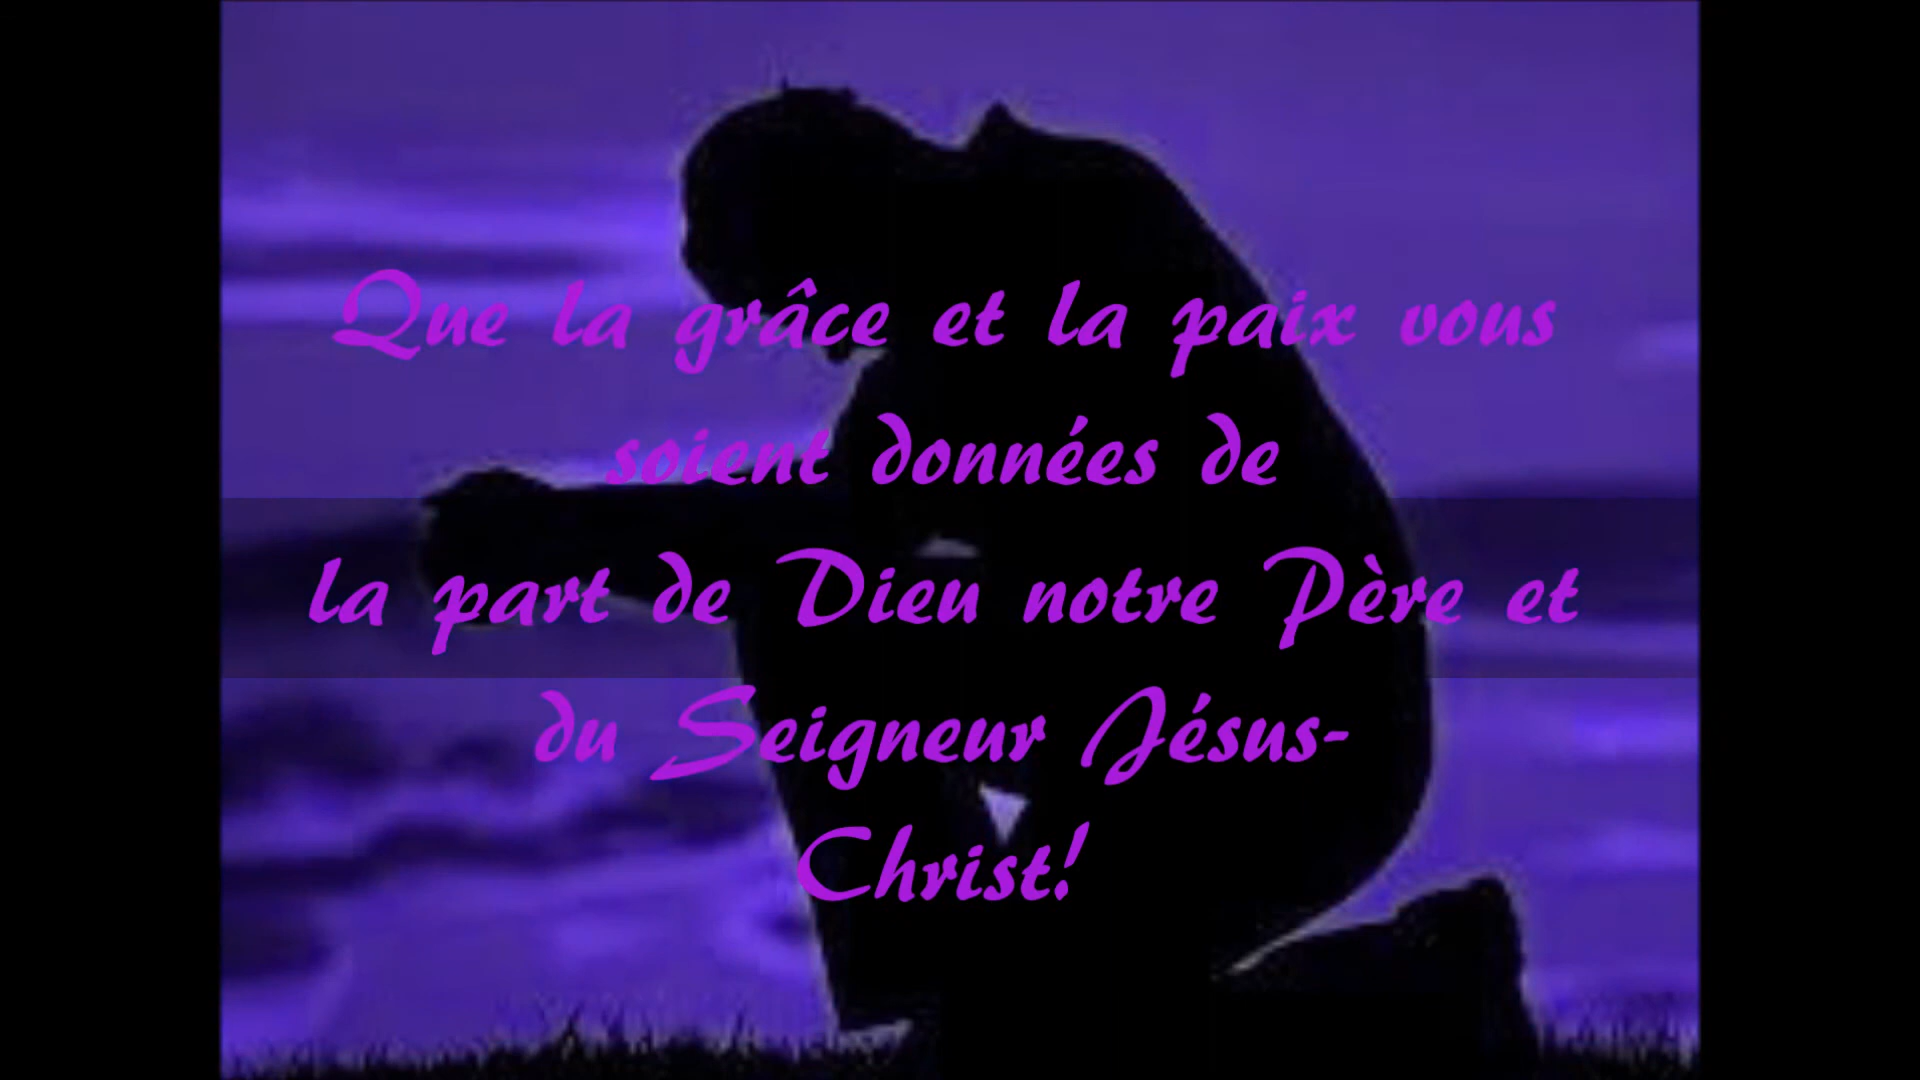 Que la grâce et la paix vous
soient données de
la part de Dieu notre Père et
du Seigneur Jésus-
Christ!